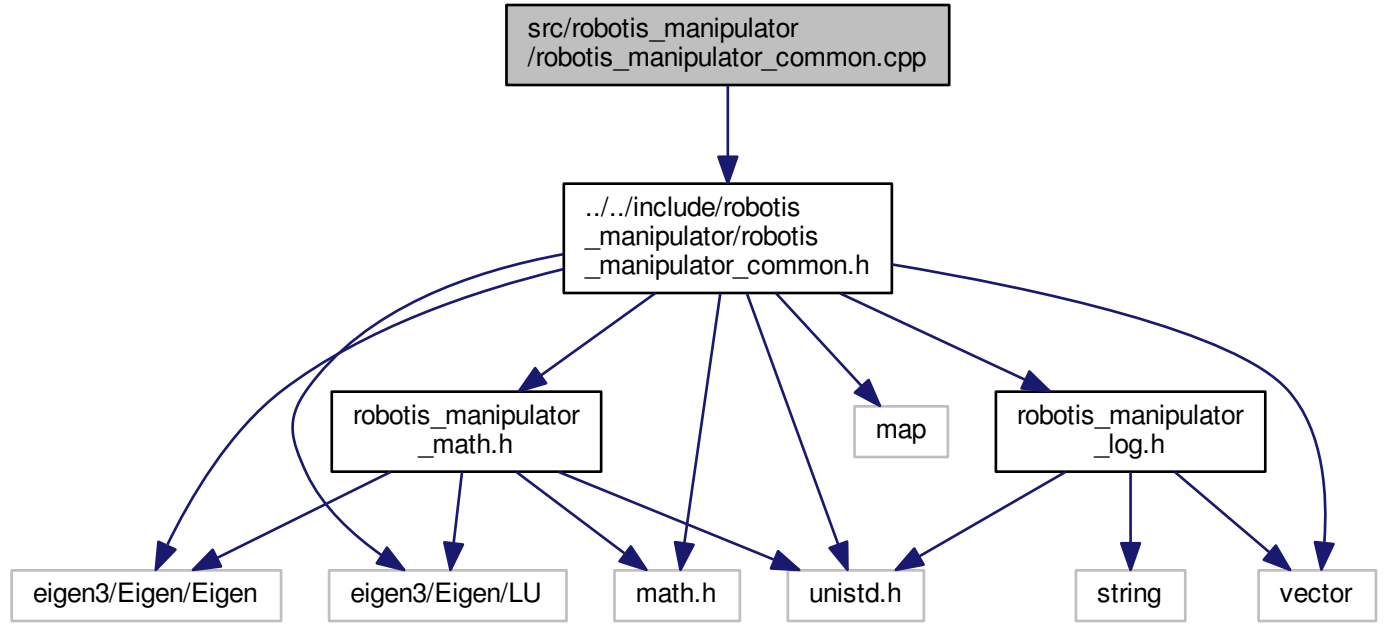 src/robotis_manipulator
/robotis_manipulator_common.cpp
../../include/robotis
_manipulator/robotis
_manipulator_common.h
robotis_manipulator
_math.h
map
robotis_manipulator
_log.h
eigen3/Eigen/Eigen
eigen3/Eigen/LU
math.h
unistd.h
string
vector